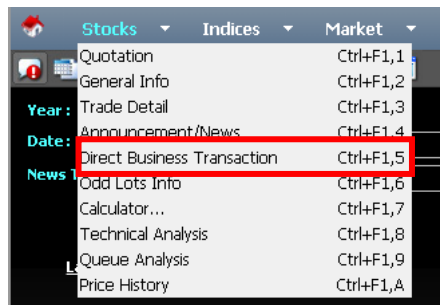 Stocks Indices Market
Quotation Ctrl+F1,1
General Info Ctrl+F1,2
Year: Trade Detail Ctrl+F1,3
Announcement/News Ctrl+F1,4
Date:
Direct Business Transaction Ctrl+F1,5
News
Odd Lots Info Ctrl+F1,6
Calculator... Ctrl+F1,7
Technical Analysis Ctrl+F1,8
Queue Analysis Ctrl+F1,9
Price History Ctrl+F1,A